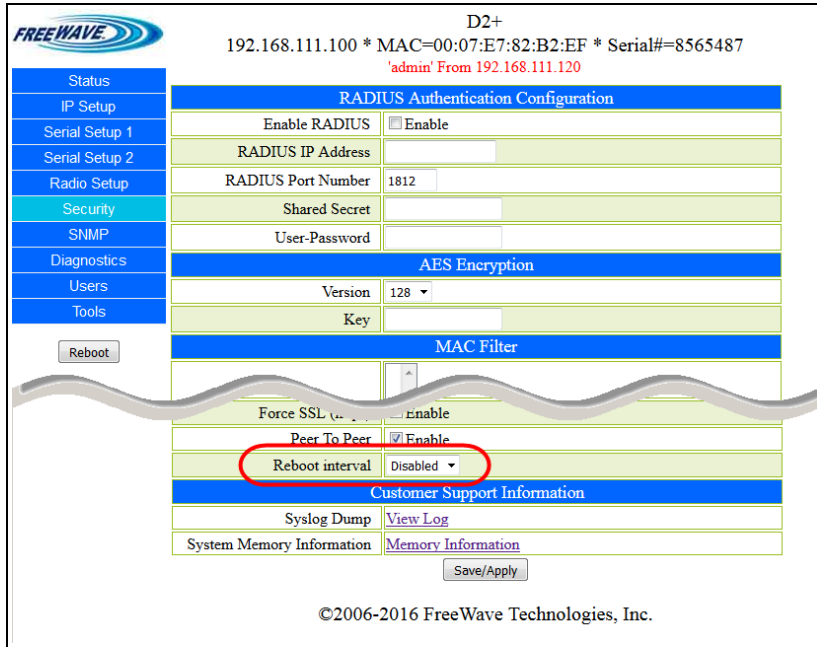 FREEWAVE
D2+
192.168.111.100 * MAC=00:07:E7:82:B2:EF * Serial#=8565487
'admin' From 192.168.111.120
Status
IP Setup
Serial Setup 1
Serial Setup 2
Radio Setup
Security
SNMP
Diagnostics
Users
Tools
Reboot
RADIUS Authentication Configuration
Enable RADIUS Enable
RADIUS IP Address
RADIUS Port Number 1812
Shared Secret
User-Password
AES Encryption
Version 128
Key
MAC Filter
Force SSL Enable
Peer To Peer Enable
Reboot interval Disabled
Customer Support Information
Syslog Dump View Log
System Memory Information Memory Information
Save/Apply
©2006-2016 FreeWave Technologies, Inc.